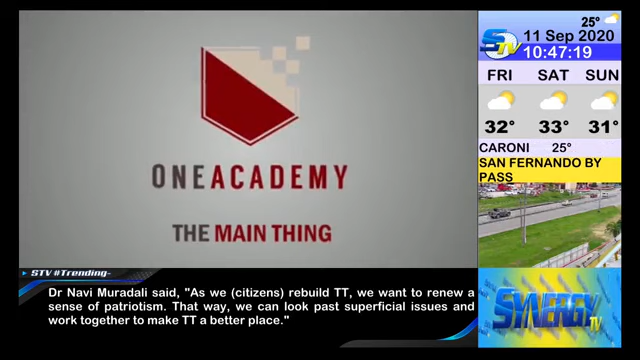 ONEACADEMY
THE MAIN THING
STV #Trending-
Dr Navi Muradali said, "As we (citizens) rebuild TT, we want to renew a
sense of patriotism. That way, we can look past superficial issues and
work together to make TT a better place."
25°
STV
11 Sep 2020
10:47:19
FRI SAT SUN
32° 33° 31°
CARONI 25°
SAN FERNANDO BY
PASS
SYNERGY
TV